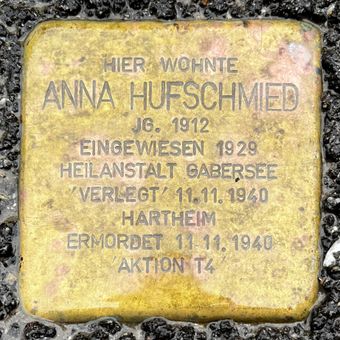 HIER WOHNTE
ANNA HUFSCHMIED
JG. 1912
EINGEWIESEN 1929
HEILANSTALT GABERSEE
'VERLEGT' 11.11.1940
HARTHEIM
ERMORDET 11.11.1940
'AKTION T4'